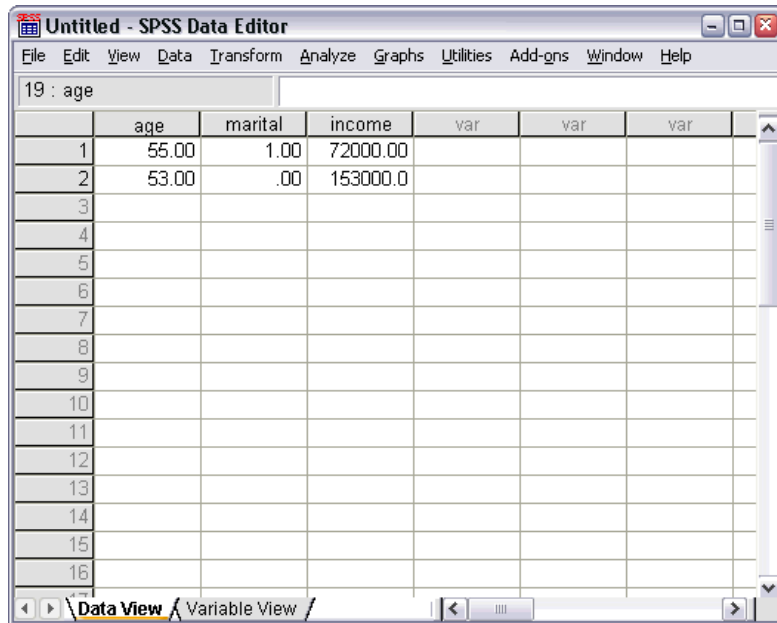 SPSS Untitled - SPSS Data Editor
File Edit View Data Transform Analyze Graphs Utilities Add-ons Window Help
19 : age
age marital income var var var
1 55.00 1.00 72000.00
2 53.00 .00 153000.0
3
4
5
6
7
8
9
10
11
12
13
14
15
16
17
Data View Variable View